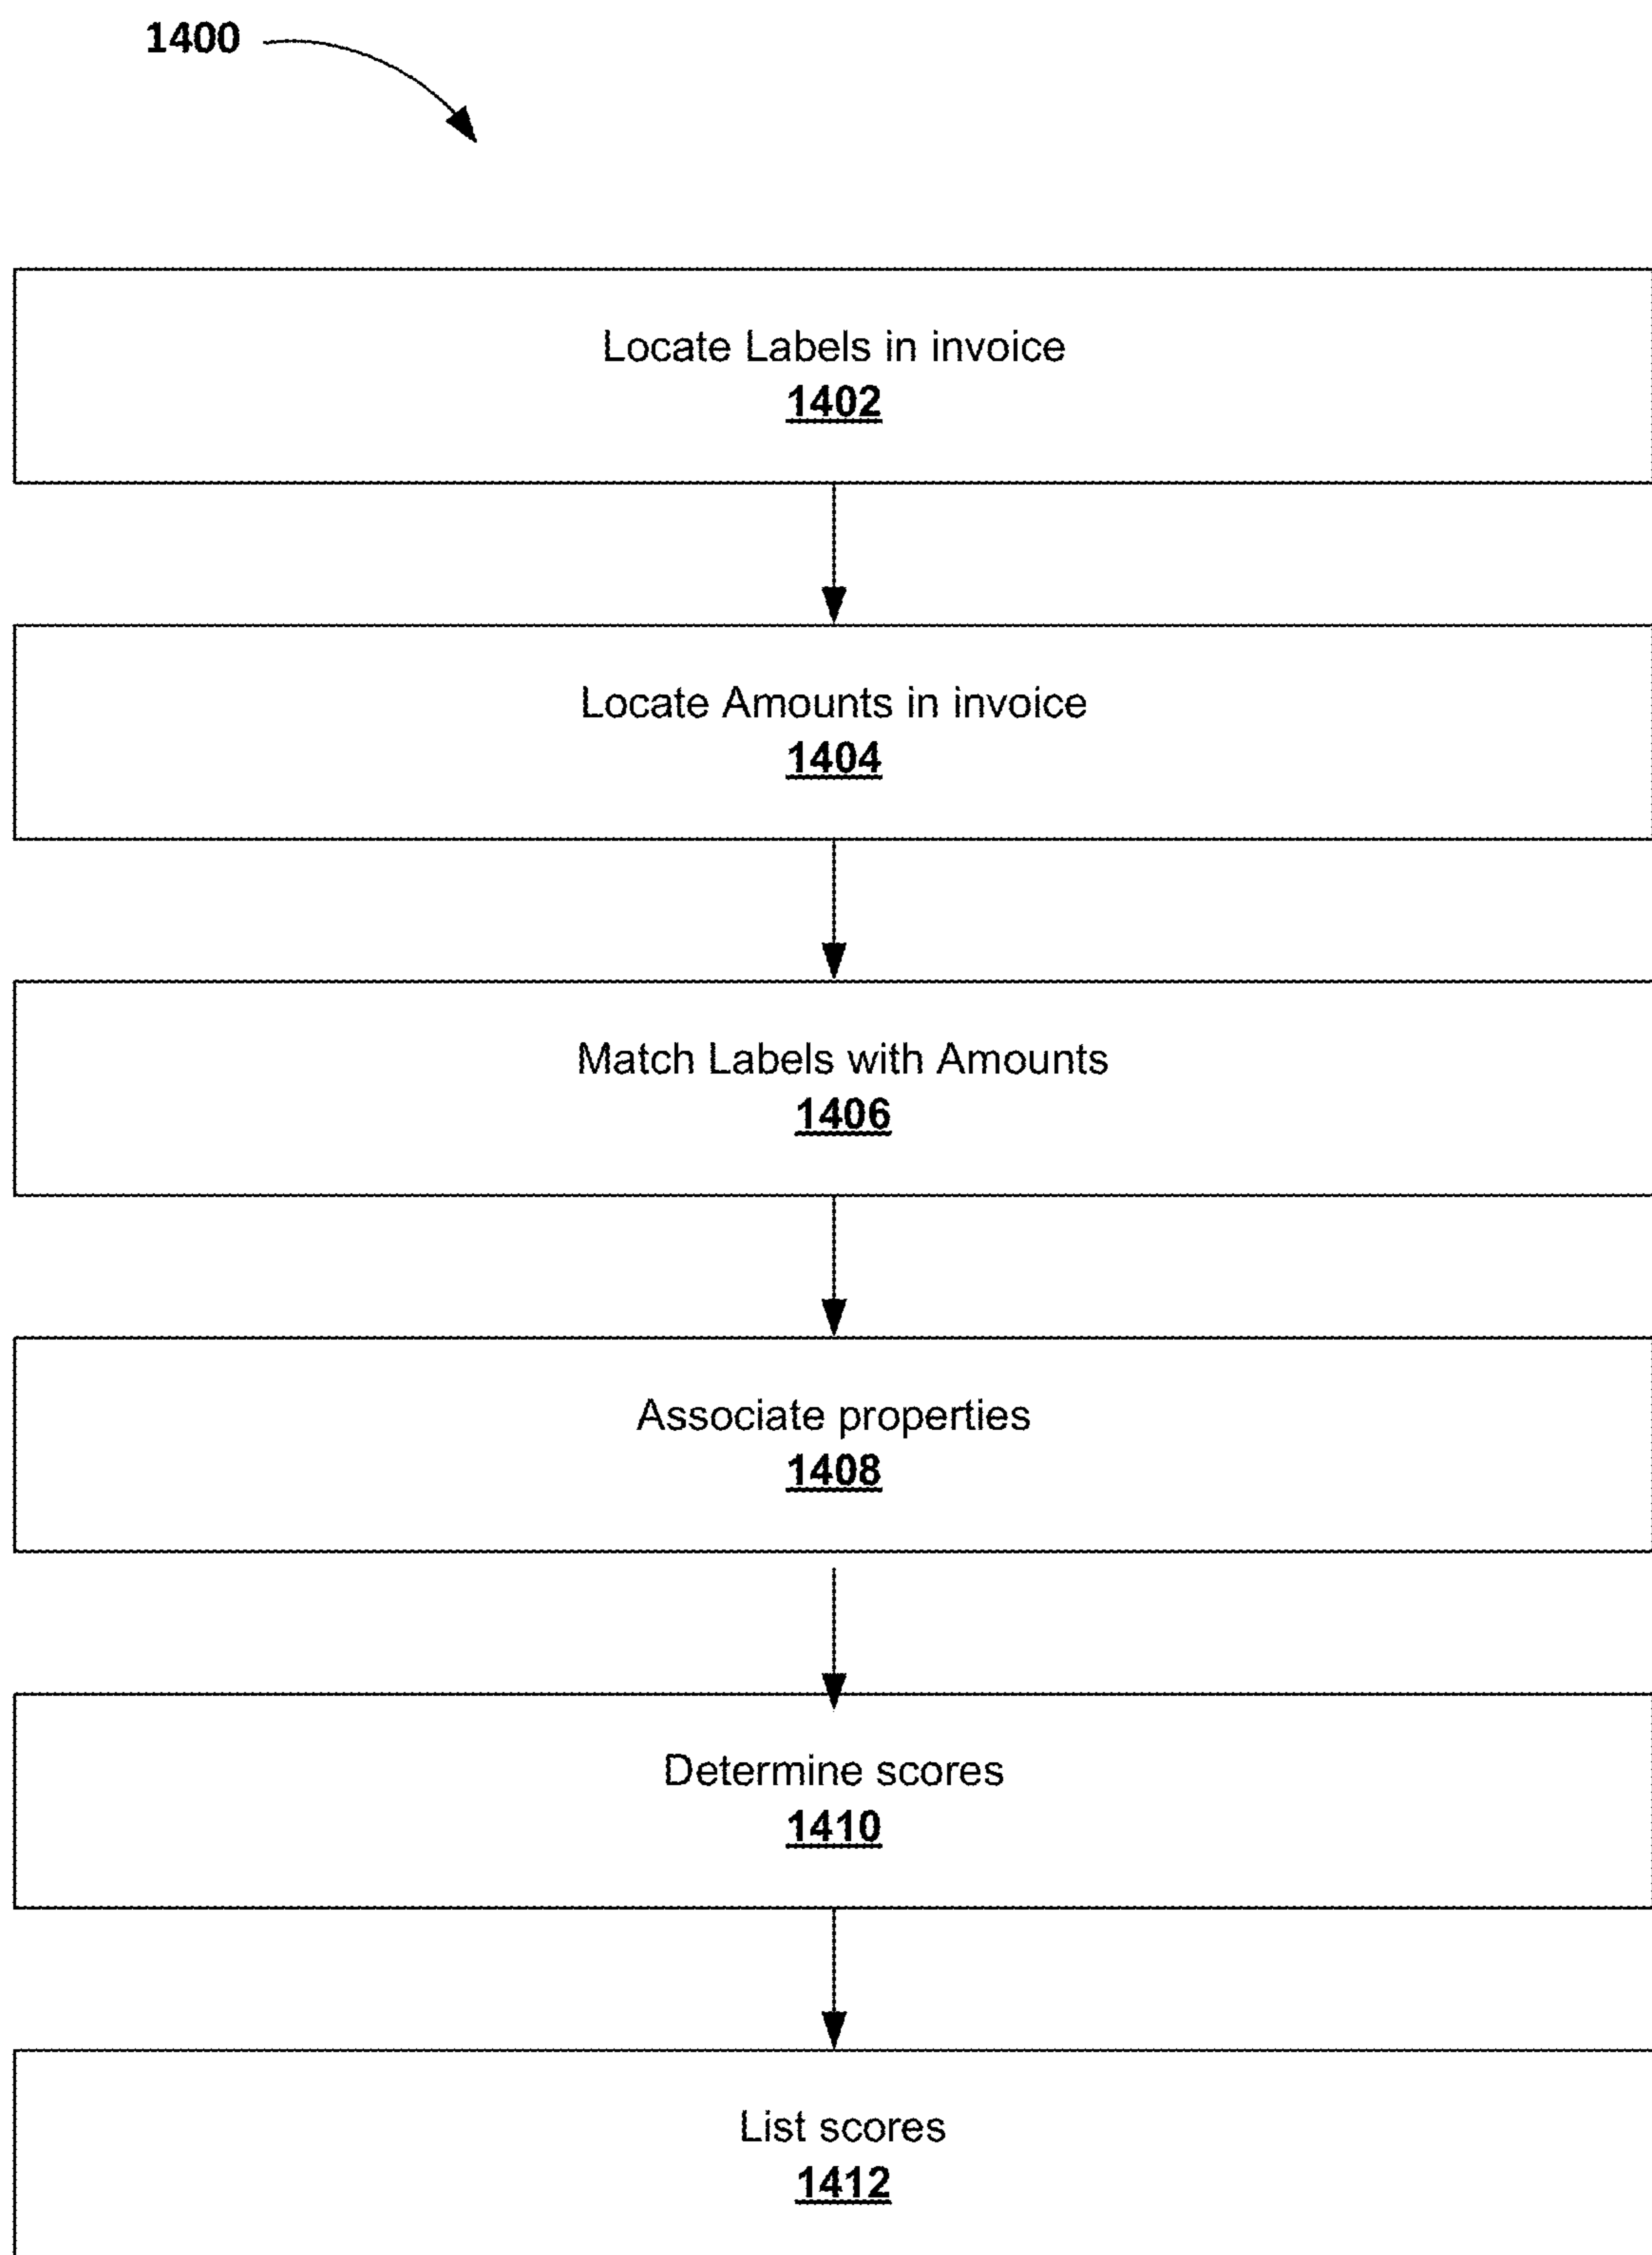 1400
Locate Labels in invoice
1402
Locate Amounts in invoice
1404
Match Labels with Amounts
1406
Associate properties
1408
Determine scores
1410
List scores
1412